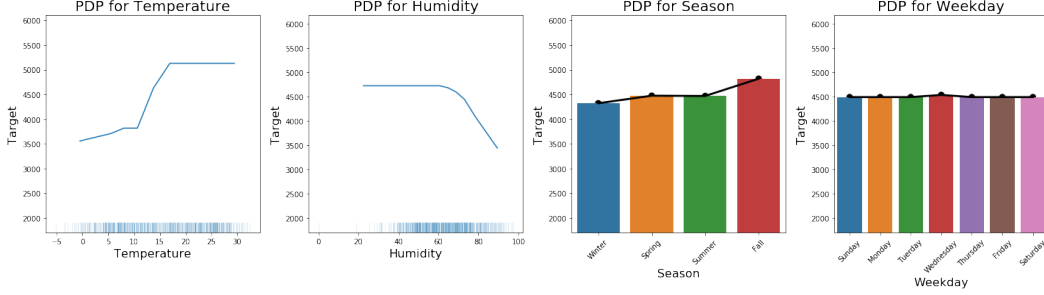 PDP for Temperature
Target
6000
5500
5000
4500
4000
3500
3000
2500
2000
-5 0 5 10 15 20 25 30
Temperature
PDP for Humidity
Target
6000
5500
5000
4500
4000
3500
3000
2500
2000
0 20 40 60 80 100
Humidity
PDP for Season
Target
6000
5500
5000
4500
4000
3500
3000
2500
2000
Winter Spring Summer Fall
Season
PDP for Weekday
Target
6000
5500
5000
4500
4000
3500
3000
2500
2000
Sunday Monday Tuerday Wednesday Thursday Friday Saturday
Weekday